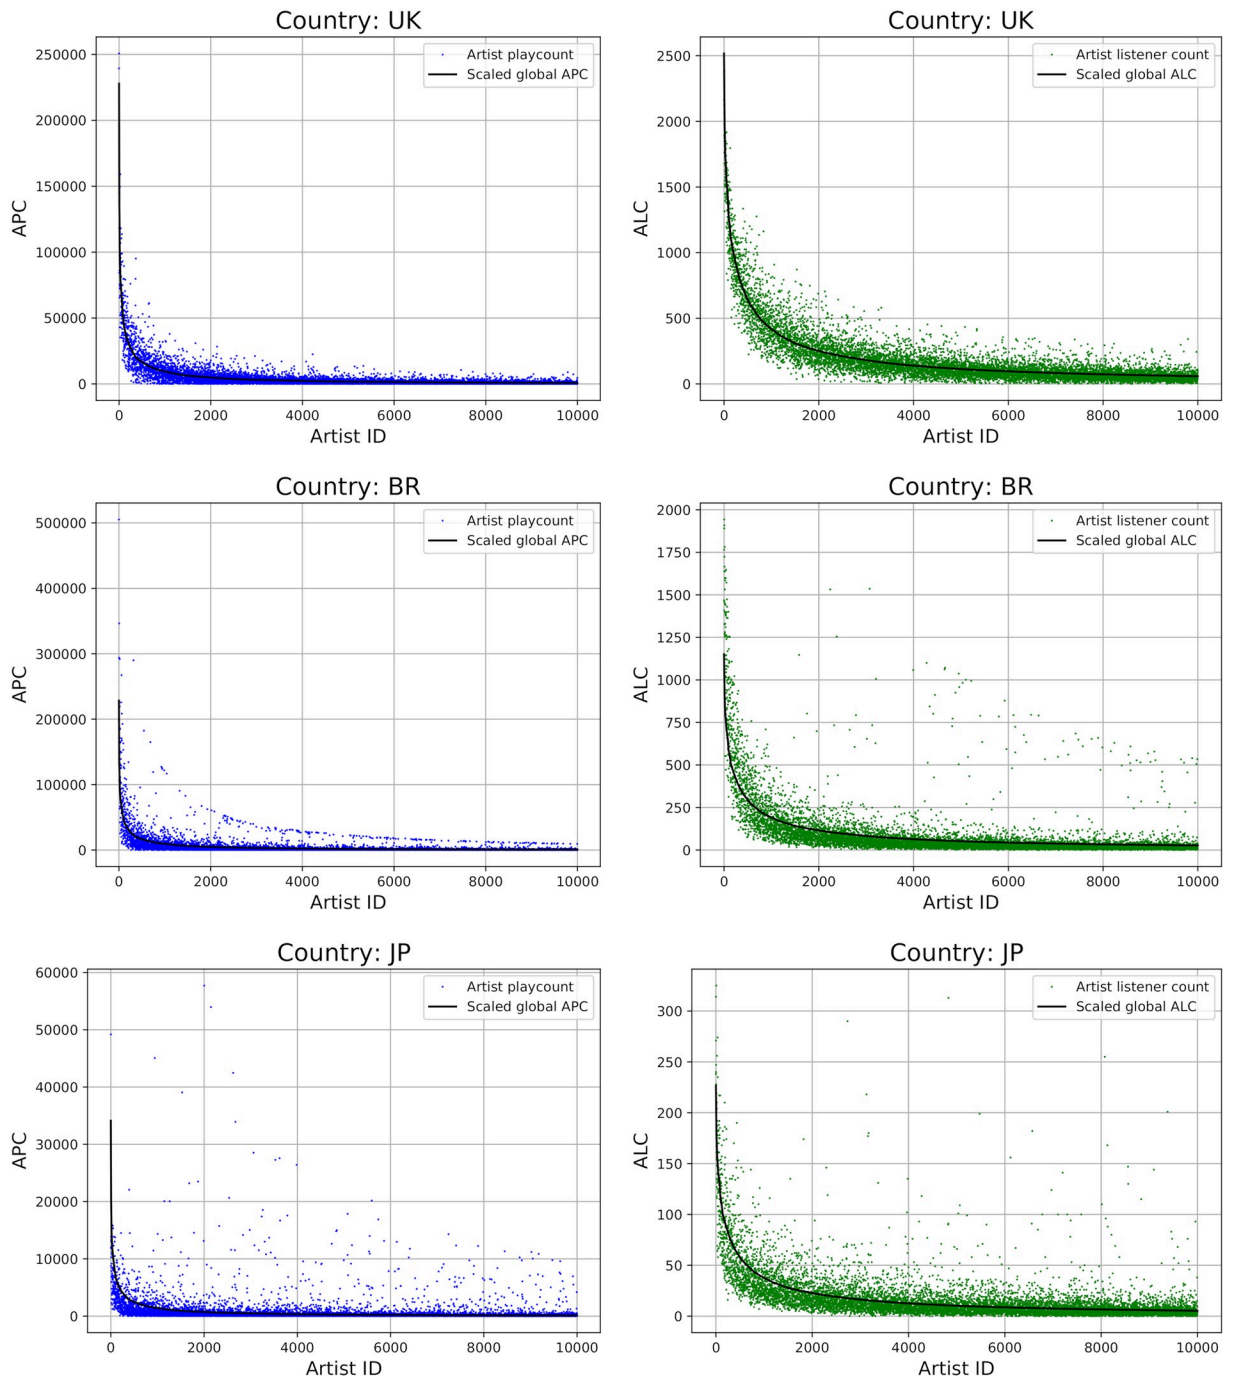 Country: UK
Artist playcount
Scaled global APC
APC
250000
200000
150000
100000
50000
0
0 2000 4000 6000 8000 10000
Artist ID
Country: UK
Artist listener count
Scaled global ALC
ALC
2500
2000
1500
1000
500
0
0 2000 4000 6000 8000 10000
Artist ID
Country: BR
Artist playcount
Scaled global APC
APC
500000
400000
300000
200000
100000
0
0 2000 4000 6000 8000 10000
Artist ID
Country: BR
Artist listener count
Scaled global ALC
ALC
2000
1750
1500
1250
1000
750
500
250
0
0 2000 4000 6000 8000 10000
Artist ID
Country: JP
Artist playcount
Scaled global APC
APC
60000
50000
40000
30000
20000
10000
0
0 2000 4000 6000 8000 10000
Artist ID
Country: JP
Artist listener count
Scaled global ALC
ALC
300
250
200
150
100
50
0
0 2000 4000 6000 8000 10000
Artist ID